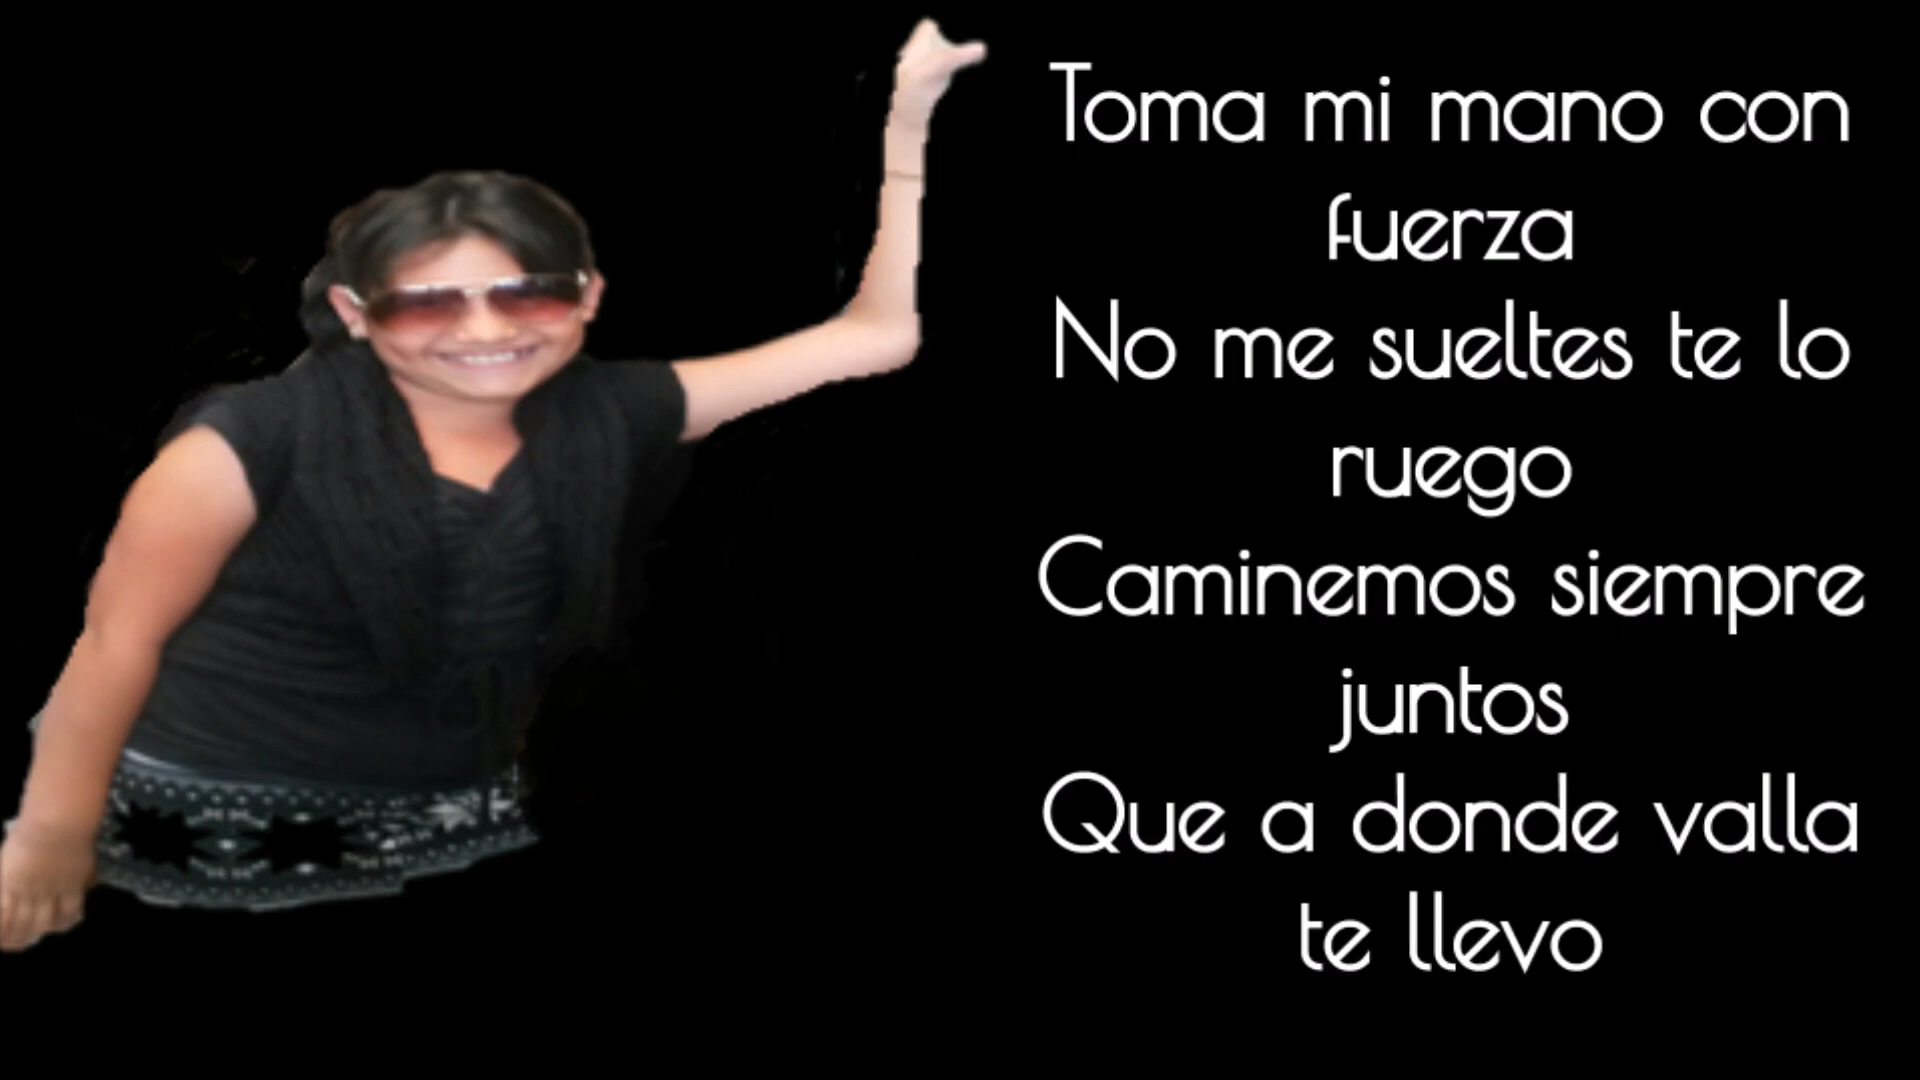 Toma mi mano con
fuerza
No me sueltes te lo
ruego
Caminemos siempre
juntos
Que a donde valla
te llevo